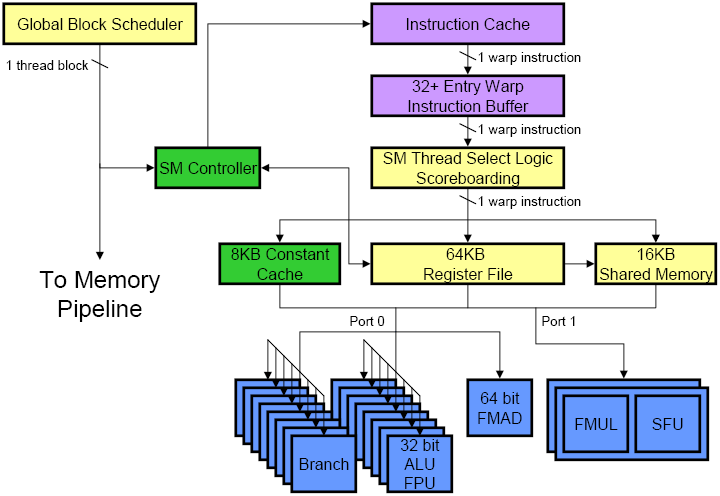 Global Block Scheduler
Instruction Cache
1 thread block
1 warp instruction
32+ Entry Warp
Instruction Buffer
1 warp instruction
SM Controller
SM Thread Select Logic
Scoreboarding
1 warp instruction
8KB Constant
Cache
64KB
Register File
16KB
Shared Memory
To Memory
Pipeline
Port 0
Port 1
64 bit
FMAD
FMUL
SFU
Branch
32 bit
ALU
FPU